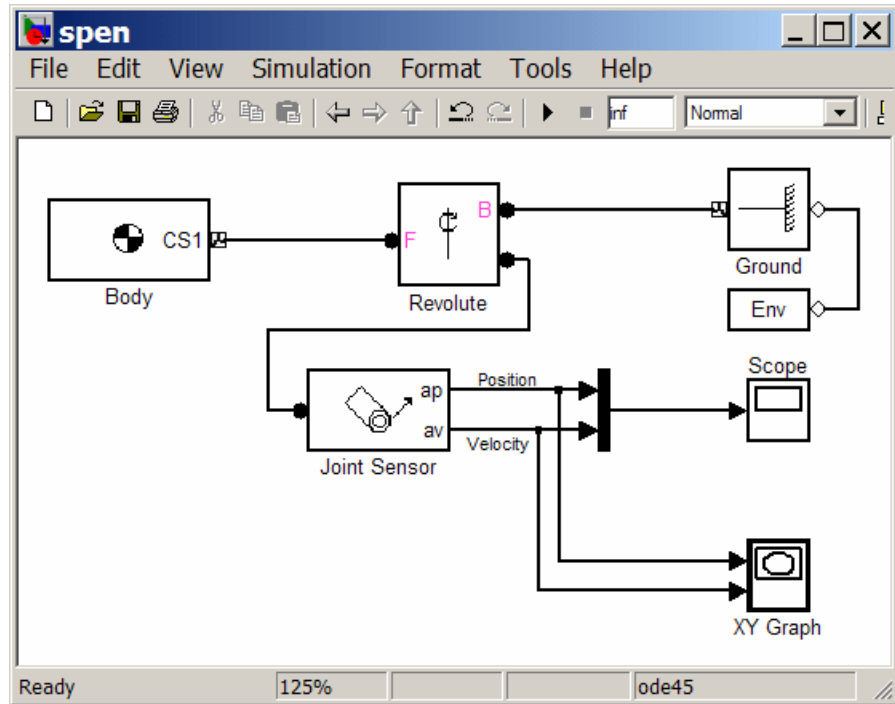 spen
File Edit View Simulation Format Tools Help
inf Normal
CS1
Body
F B
Revolute
Ground
Env
Scope
ap
Position
av
Velocity
Joint Sensor
XY Graph
Ready 125% ode45